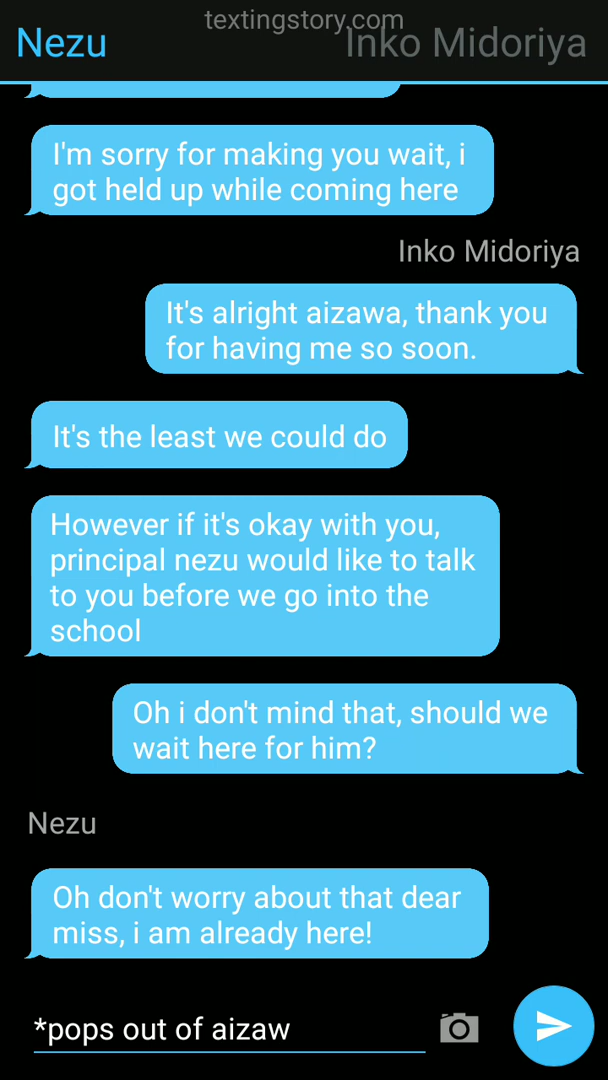 textingstory.com
Nezu
Inko Midoriya
I'm sorry for making you wait, i
got held up while coming here
Inko Midoriya
It's alright aizawa, thank you
for having me so soon.
It's the least we could do
However if it's okay with you,
principal nezu would like to talk
to you before we go into the
school
Oh i don't mind that, should we
wait here for him?
Nezu
Oh don't worry about that dear
miss, i am already here!
*pops out of aizaw